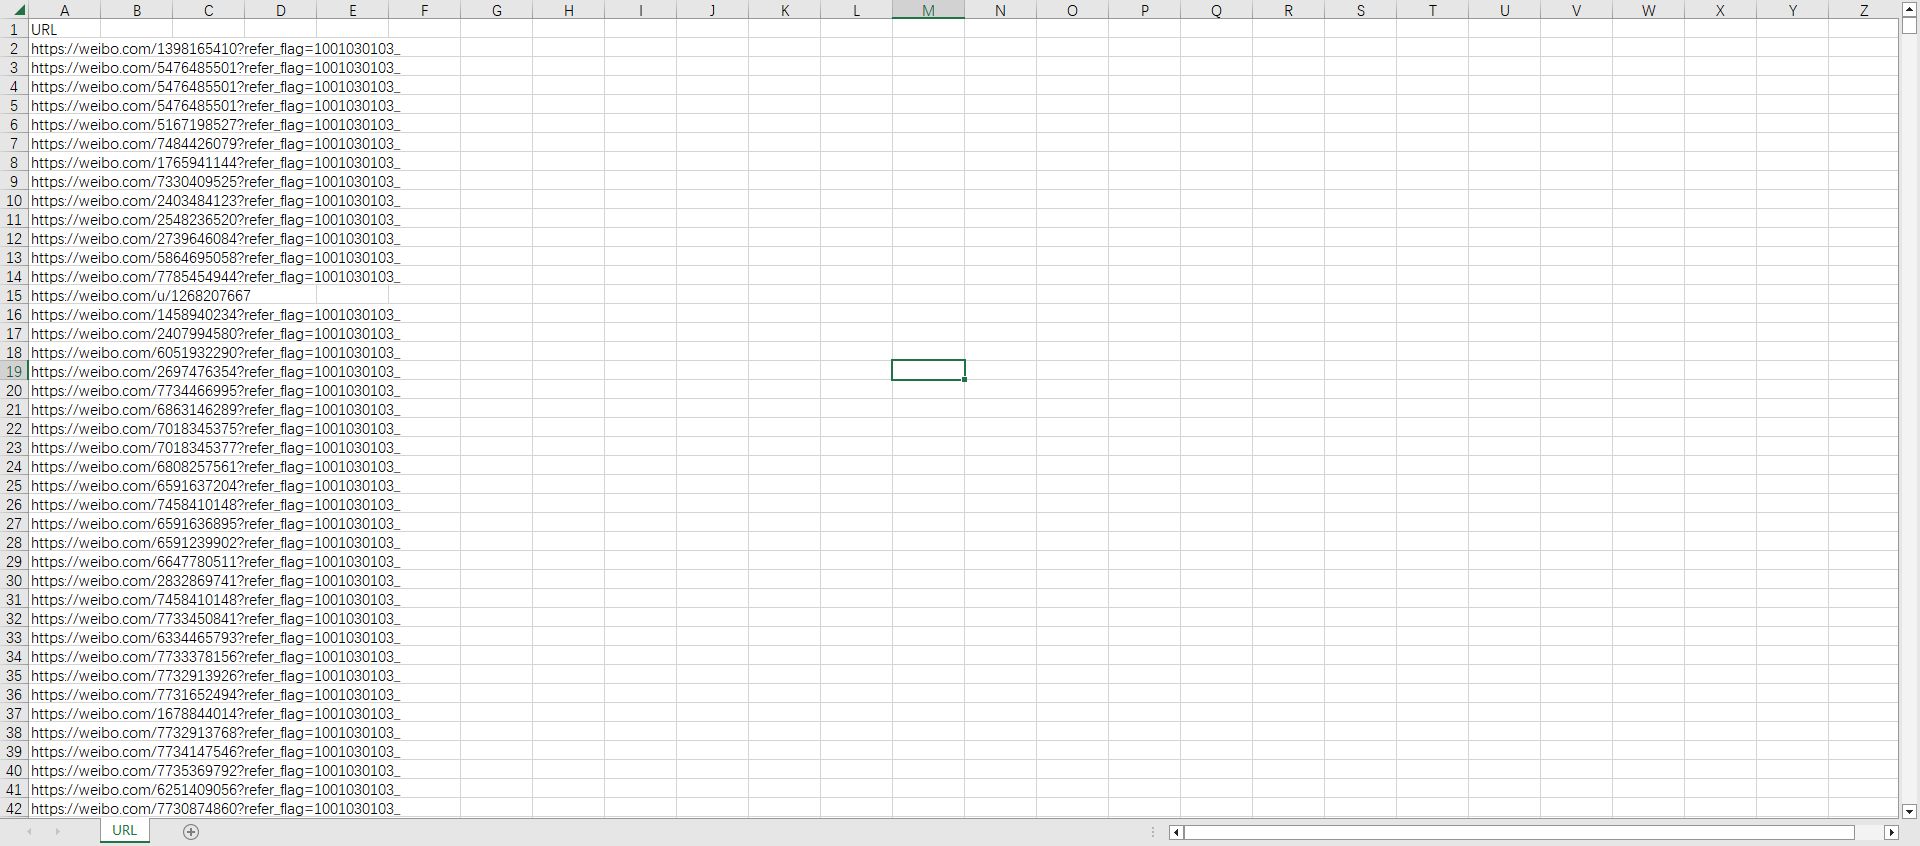 A B C D E F G H I J K L M N O P Q R S T U V W X Y Z
1 URL
2 https://weibo.com/1398165410?refer_flag=1001030103_
3 https://weibo.com/5476485501?refer_flag=1001030103_
4 https://weibo.com/5476485501?refer_flag=1001030103_
5 https://weibo.com/5476485501?refer_flag=1001030103_
6 https://weibo.com/5167198527?refer_flag=1001030103_
7 https://weibo.com/7484426079?refer_flag=1001030103_
8 https://weibo.com/1765941144?refer_flag=1001030103_
9 https://weibo.com/7330409525?refer_flag=1001030103_
10 https://weibo.com/2403484123?refer_flag=1001030103_
11 https://weibo.com/2548236520?refer_flag=1001030103_
12 https://weibo.com/2739646084?refer_flag=1001030103_
13 https://weibo.com/5864695058?refer_flag=1001030103_
14 https://weibo.com/7785454944?refer_flag=1001030103_
15 https://weibo.com/u/1268207667
16 https://weibo.com/1458940234?refer_flag=1001030103_
17 https://weibo.com/2407994580?refer_flag=1001030103_
18 https://weibo.com/6051932290?refer_flag=1001030103_
19 https://weibo.com/2697476354?refer_flag=1001030103_
20 https://weibo.com/7734466995?refer_flag=1001030103_
21 https://weibo.com/6863146289?refer_flag=1001030103_
22 https://weibo.com/7018345375?refer_flag=1001030103_
23 https://weibo.com/7018345377?refer_flag=1001030103_
24 https://weibo.com/6808257561?refer_flag=1001030103_
25 https://weibo.com/6591637204?refer_flag=1001030103_
26 https://weibo.com/7458410148?refer_flag=1001030103_
27 https://weibo.com/6591636895?refer_flag=1001030103_
28 https://weibo.com/6591239902?refer_flag=1001030103_
29 https://weibo.com/6647780511?refer_flag=1001030103_
30 https://weibo.com/2832869741?refer_flag=1001030103_
31 https://weibo.com/7458410148?refer_flag=1001030103_
32 https://weibo.com/7733450841?refer_flag=1001030103_
33 https://weibo.com/6334465793?refer_flag=1001030103_
34 https://weibo.com/7733378156?refer_flag=1001030103_
35 https://weibo.com/7732913926?refer_flag=1001030103_
36 https://weibo.com/7731652494?refer_flag=1001030103_
37 https://weibo.com/1678844014?refer_flag=1001030103_
38 https://weibo.com/7732913768?refer_flag=1001030103_
39 https://weibo.com/7734147546?refer_flag=1001030103_
40 https://weibo.com/7735369792?refer_flag=1001030103_
41 https://weibo.com/6251409056?refer_flag=1001030103_
42 https://weibo.com/7730874860?refer_flag=1001030103_
URL